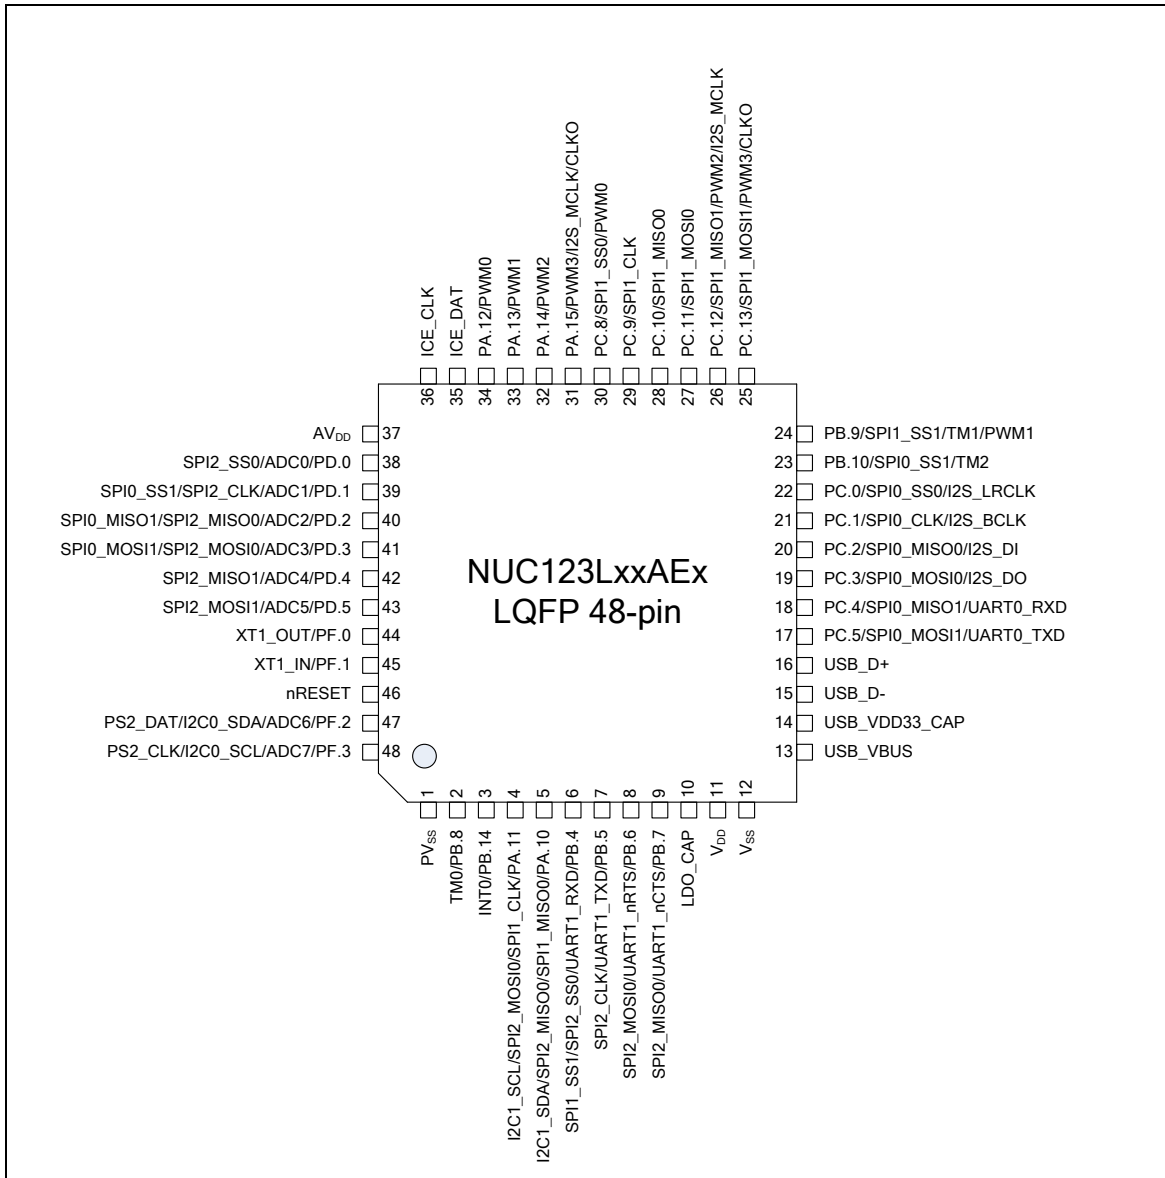 ICE_CLK
ICE_DAT
PA.12/PWM0
PA.13/PWM1
PA.14/PWM2
PA.15/PWM3/I2S_MCLK/CLKO
PC.8/SPI1_SS0/PWM0
PC.9/SPI1_CLK
PC.10/SPI1_MISO0
PC.11/SPI1_MOSI0
PC.12/SPI1_MISO1/PWM2/I2S_MCLK
PC.13/SPI1_MOSI1/PWM3/CLKO
36
35
34
33
32
31
30
29
28
27
26
25
AVDD 37
SPI2_SS0/ADC0/PD.0 38
SPI0_SS1/SPI2_CLK/ADC1/PD.1 39
SPI0_MISO1/SPI2_MISO0/ADC2/PD.2 40
SPI0_MOSI1/SPI2_MOSI0/ADC3/PD.3 41
SPI2_MISO1/ADC4/PD.4 42
SPI2_MOSI1/ADC5/PD.5 43
XT1_OUT/PF.0 44
XT1_IN/PF.1 45
nRESET 46
PS2_DAT/I2C0_SDA/ADC6/PF.2 47
PS2_CLK/I2C0_SCL/ADC7/PF.3 48
NUC123LxxAEx
LQFP 48-pin
24 PB.9/SPI1_SS1/TM1/PWM1
23 PB.10/SPI0_SS1/TM2
22 PC.0/SPI0_SS0/I2S_LRCLK
21 PC.1/SPI0_CLK/I2S_BCLK
20 PC.2/SPI0_MISO0/I2S_DI
19 PC.3/SPI0_MOSI0/I2S_DO
18 PC.4/SPI0_MISO1/UART0_RXD
17 PC.5/SPI0_MOSI1/UART0_TXD
16 USB_D+
15 USB_D-
14 USB_VDD33_CAP
13 USB_VBUS
1
2
3
4
5
6
7
8
9
10
11
12
PVSS
TM0/PB.8
INT0/PB.14
I2C1_SCL/SPI2_MOSI0/SPI1_CLK/PA.11
I2C1_SDA/SPI2_MISO0/SPI1_MISO0/PA.10
SPI1_SS1/SPI2_SS0/UART1_RXD/PB.4
SPI2_CLK/UART1_TXD/PB.5
SPI2_MOSI0/UART1_nRTS/PB.6
SPI2_MISO0/UART1_nCTS/PB.7
LDO_CAP
VDD
VSS